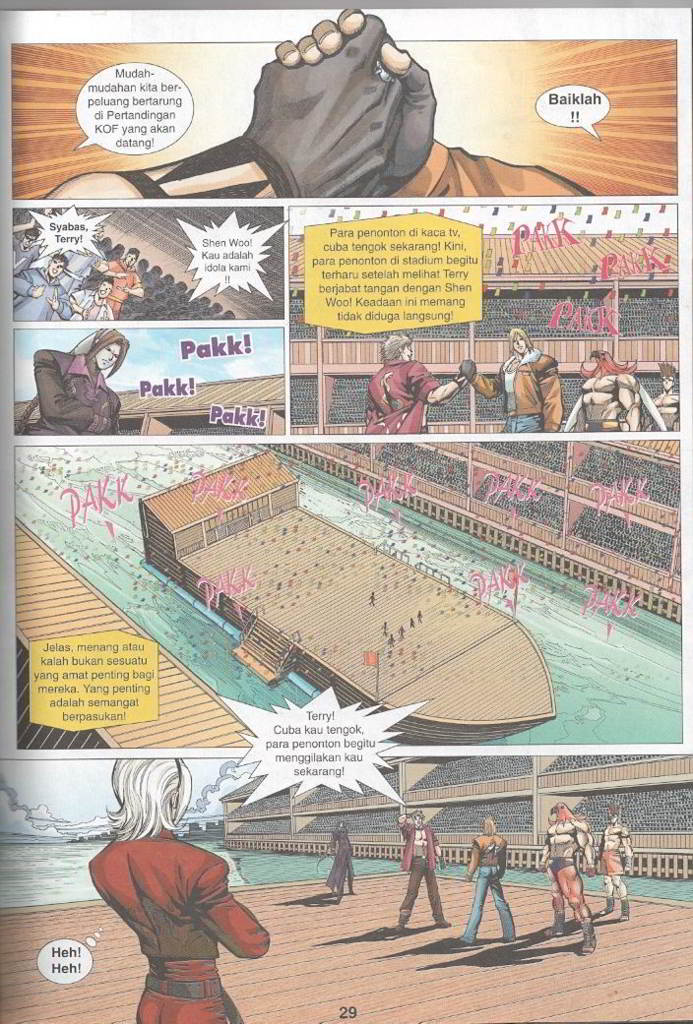 Mudah-
mudahan kita ber-
peluang bertarung
di Pertandingan
KOF yang akan
datang!
Baiklah
!!
Syabas,
Terry!
Shen Woo!
Kau adalah
idola kami
!!
Para penonton di kaca tv,
cuba tengok sekarang! Kini,
para penonton di stadium begitu
terharu setelah melihat Terry
berjabat tangan dengan Shen
Woo! Keadaan ini memang
tidak diduga langsung!
PAKK
PAKK
PAKK
Pakk!
Pakk!
Pakk!
PAKK
PAKK
PAKK
PAKK
PAKK
PAKK
PAKK
PAKK
Jelas, menang atau
kalah bukan sesuatu
yang amat penting bagi
mereka. Yang penting
adalah semangat
berpasukan!
Terry!
Cuba kau tengok,
para penonton begitu
menggilakan kau
sekarang!
Heh!
Heh!
29